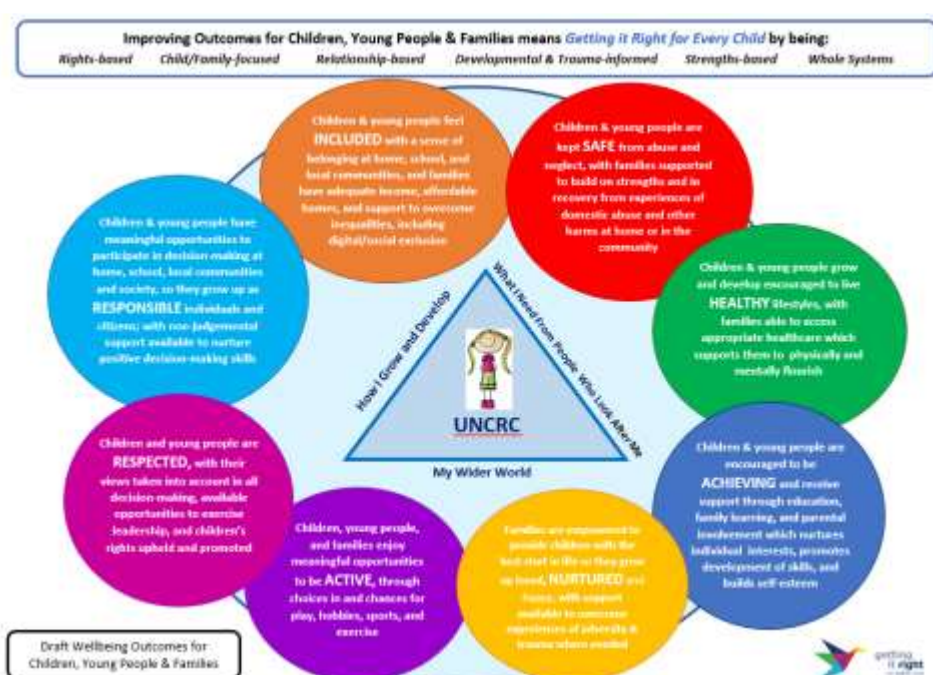 Improving Outcomes for Children, Young People & Families means Getting it Right for Every Child by being:
Rights-based Child/Family-focused Relationship-based Developmental & Trauma-informed Strengths-based Whole Systems
Children & young people feel
INCLUDED with a sense of
belonging at home, school, and
local communities, and families
have adequate income, affordable
homes, and support to overcome
inequalities, including
digital/social exclusion
Children & young people are
kept SAFE from abuse and
neglect, with families supported
to build on strengths and in
recovery from experiences of
domestic abuse and other
harms at home or in the
community
Children & young people grow
and develop encouraged to live
HEALTHY lifestyles, with
families able to access
appropriate healthcare which
supports them to physically and
mentally flourish
Children & young people are
encouraged to be
ACHIEVING and receive
support through education,
family learning, and parental
involvement which nurtures
individual interests, promotes
development of skills, and
builds self esteem
Families are empowered to
provide children with the
best start in life so they grow
up loved, NURTURED and
with support
available to overcome
experiences of adversity &
trauma where needed
Children, young people,
and families enjoy
meaningful opportunities
to be ACTIVE, through
choices in and chances for
play, hobbies, sports, and
exercise
Children and young people are
RESPECTED, with their
views taken into account in all
decision-making, available
opportunities to exercise
leadership, and children's
rights upheld and promoted
Children & young people have
meaningful opportunities to
participate in decision-making at
home, school, local communities
and society, so they grow up as
RESPONSIBLE individuals and
citizens; with non-judgemental
support available to nurture
positive decision-making skills
How I Grow and Develop
What I Need From People Who Look After Me
My Wider World
UNCRC
Draft Wellbeing Outcomes for
Children, Young People & Families
getting
it right